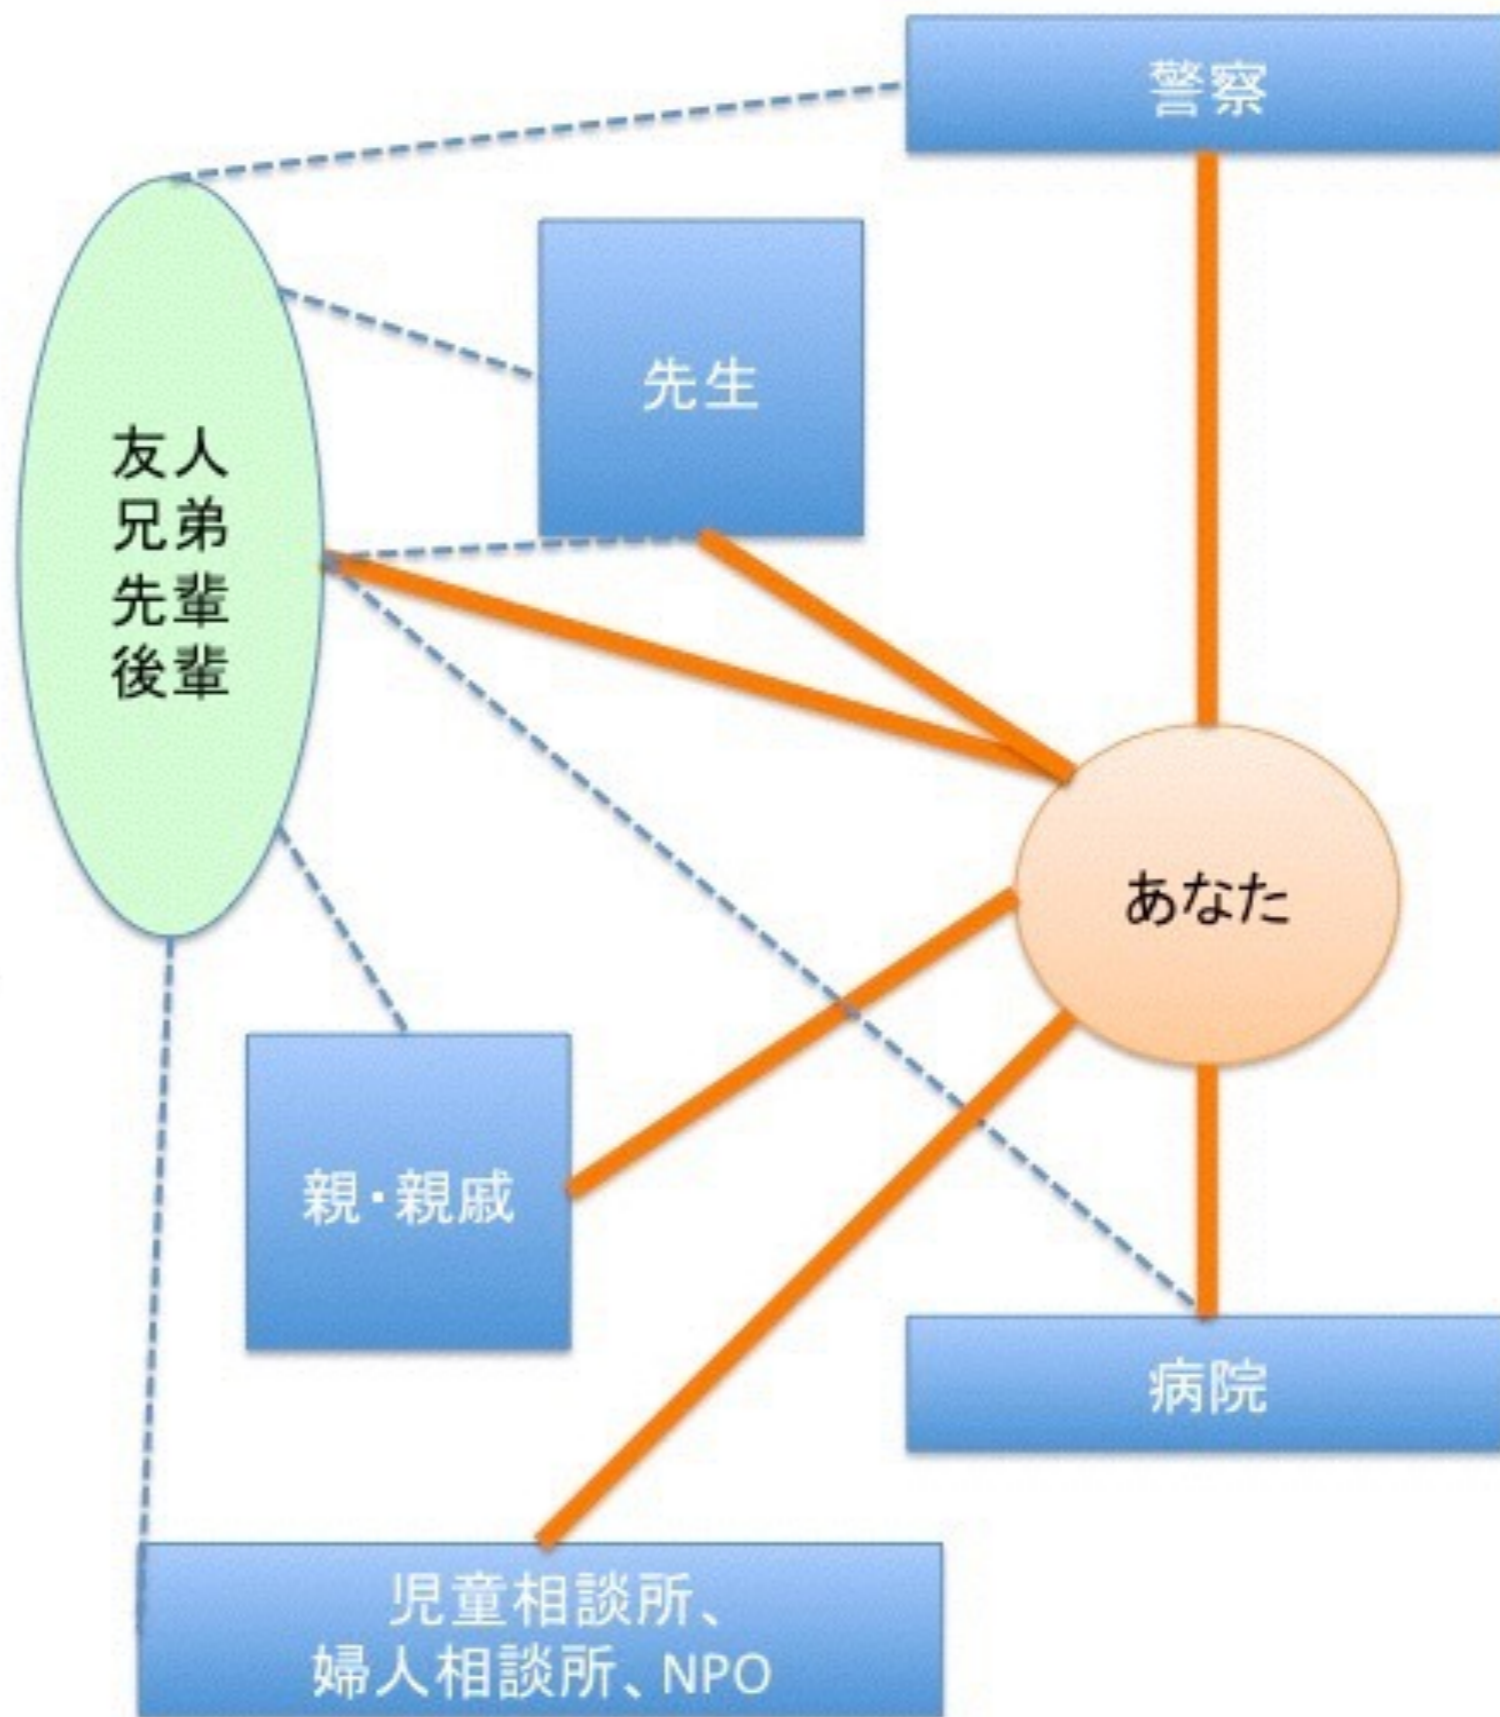 警察
先生
友人
兄弟
先輩
後輩
あなた
親・親戚
病院
児童相談所、
婦人相談所、NPO